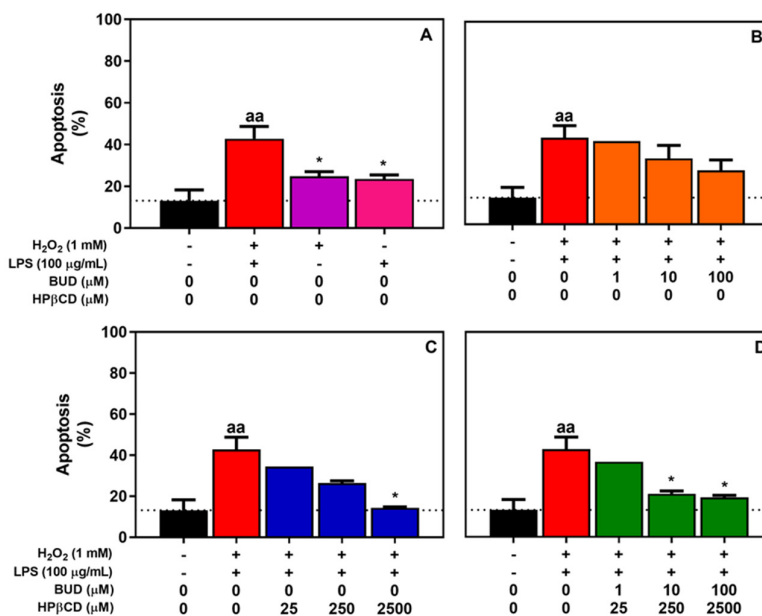 A
Apoptosis
(%)
100
80
60
40
20
0
aa
*
*
H₂O₂ (1 mM) - + + -
LPS (100 µg/mL) - + - +
BUD (µM) 0 0 0 0
HPβCD (µM) 0 0 0 0
B
aa
- + + + +
- + + + +
0 0 1 10 100
0 0 0 0 0
C
Apoptosis
(%)
100
80
60
40
20
0
aa
*
H₂O₂ (1 mM) - + + + +
LPS (100 µg/mL) - + + + +
BUD (µM) 0 0 0 0 0
HPβCD (µM) 0 0 25 250 2500
D
aa
*
*
- + + + +
- + + + +
0 0 1 10 100
0 0 25 250 2500